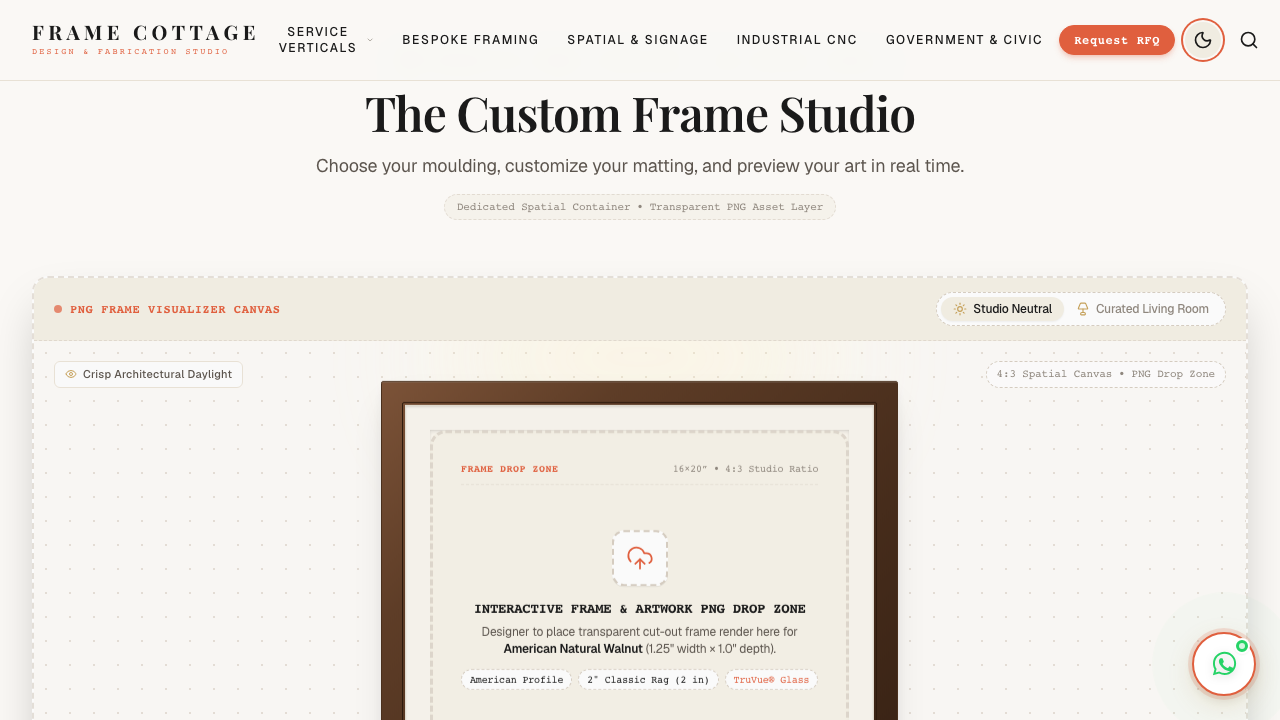 FRAME COTTAGE
DESIGN & FABRICATION STUDIO
SERVICE
VERTICALS
BESPOKE FRAMING
SPATIAL & SIGNAGE
INDUSTRIAL CNC
GOVERNMENT & CIVIC
Request RFQ
The Custom Frame Studio
Choose your moulding, customize your matting, and preview your art in real time.
Dedicated Spatial Container • Transparent PNG Asset Layer
PNG FRAME VISUALIZER CANVAS
Studio Neutral
Curated Living Room
Crisp Architectural Daylight
4:3 Spatial Canvas • PNG Drop Zone
FRAME DROP ZONE
16×20″ • 4:3 Studio Ratio
INTERACTIVE FRAME & ARTWORK PNG DROP ZONE
Designer to place transparent cut-out frame render here for
American Natural Walnut (1.25" width × 1.0" depth).
American Profile
2" Classic Rag (2 in)
TruVue® Glass